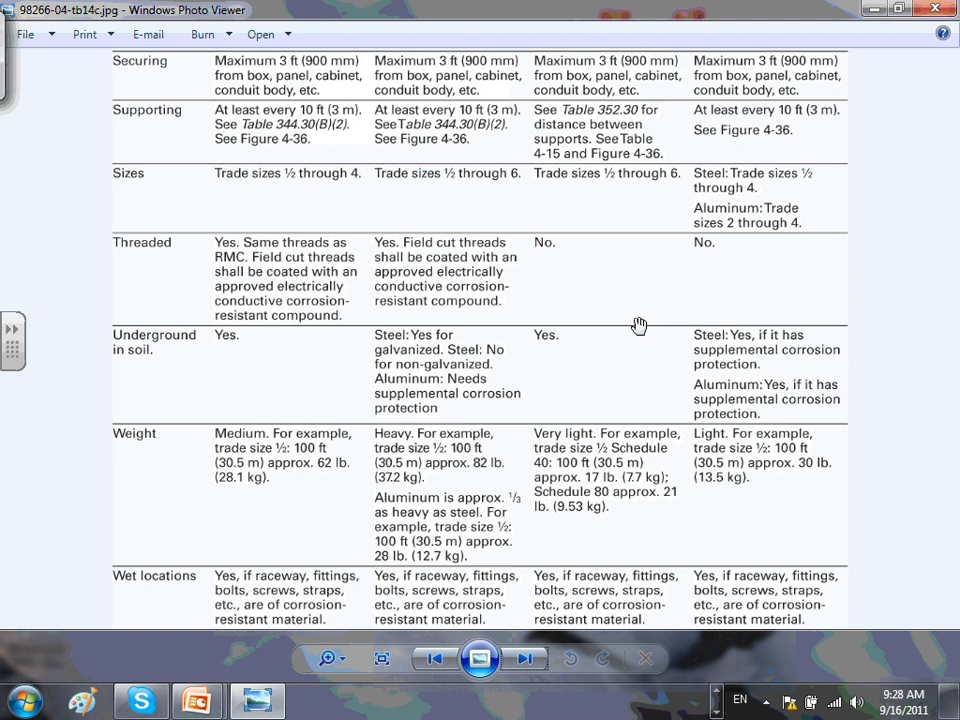 98266-04-tb14c.jpg - Windows Photo Viewer
File Print E-mail Burn Open
Securing
Maximum 3 ft (900 mm)
from box, panel, cabinet,
conduit body, etc.
Maximum 3 ft (900 mm)
from box, panel, cabinet,
conduit body, etc.
Maximum 3 ft (900 mm)
from box, panel, cabinet,
conduit body, etc.
Maximum 3 ft (900 mm)
from box, panel, cabinet,
conduit body, etc.
Supporting
At least every 10 ft (3 m).
See Table 344.30(B)(2).
See Figure 4-36.
At least every 10 ft (3 m).
See Table 344.30(B)(2).
See Figure 4-36.
See Table 352.30 for
distance between
supports. See Table
4-15 and Figure 4-36.
At least every 10 ft (3 m).
See Figure 4-36.
Sizes
Trade sizes ½ through 4.
Trade sizes ½ through 6.
Trade sizes ½ through 6.
Steel: Trade sizes ½
through 4.
Aluminum: Trade
sizes 2 through 4.
Threaded
Yes. Same threads as
RMC. Field cut threads
shall be coated with an
approved electrically
conductive corrosion-
resistant compound.
Yes. Field cut threads
shall be coated with an
approved electrically
conductive corrosion-
resistant compound.
No.
No.
Underground
in soil.
Yes.
Steel: Yes for
galvanized. Steel: No
for non-galvanized.
Aluminum: Needs
supplemental corrosion
protection
Yes.
Steel: Yes, if it has
supplemental corrosion
protection.
Aluminum: Yes, if it has
supplemental corrosion
protection.
Weight
Medium. For example,
trade size ½: 100 ft
(30.5 m) approx. 62 lb.
(28.1 kg).
Heavy. For example,
trade size ½: 100 ft
(30.5 m) approx. 82 lb.
(37.2 kg).
Aluminum is approx. ⅓
as heavy as steel. For
example, trade size ½:
100 ft (30.5 m) approx.
28 lb. (12.7 kg).
Very light. For example,
trade size ½ Schedule
40: 100 ft (30.5 m)
approx. 17 lb. (7.7 kg);
Schedule 80 approx. 21
lb. (9.53 kg).
Light. For example,
trade size ½: 100 ft
(30.5 m) approx. 30 lb.
(13.5 kg).
Wet locations
Yes, if raceway, fittings,
bolts, screws, straps,
etc., are of corrosion-
resistant material.
Yes, if raceway, fittings,
bolts, screws, straps,
etc., are of corrosion-
resistant material.
Yes, if raceway, fittings,
bolts, screws, straps,
etc., are of corrosion-
resistant material.
Yes, if raceway, fittings,
bolts, screws, straps,
etc., are of corrosion-
resistant material.
EN
9:28 AM
9/16/2011